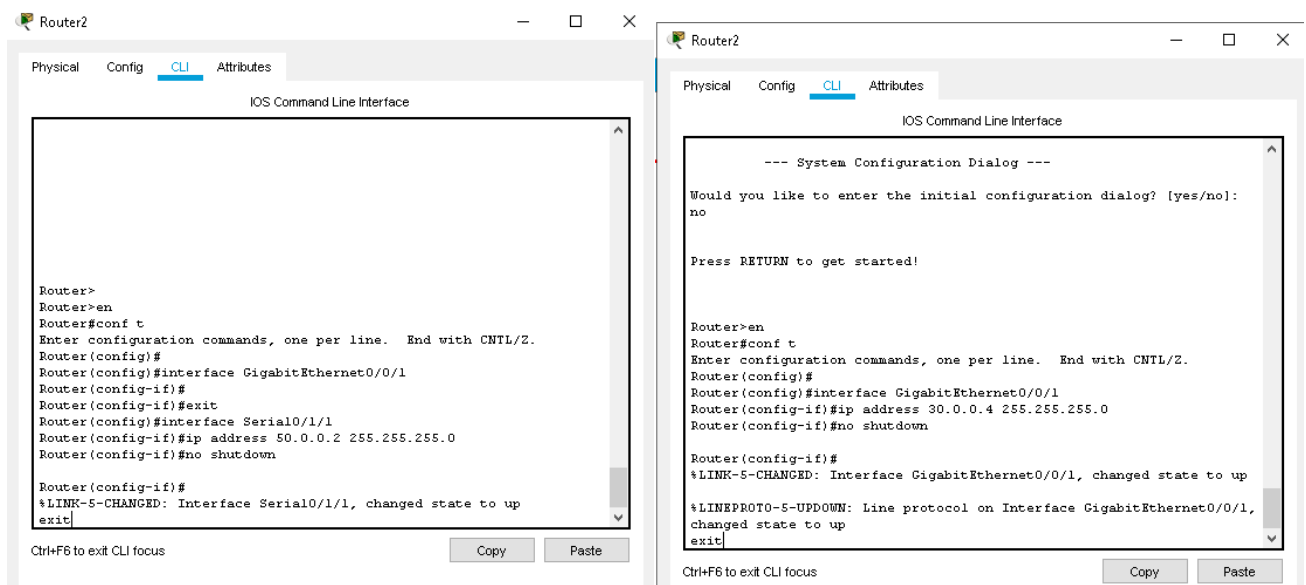 Router2
Physical Config CLI Attributes
IOS Command Line Interface
Router>
Router>en
Router#conf t
Enter configuration commands, one per line.  End with CNTL/Z.
Router(config)#
Router(config)#interface GigabitEthernet0/0/1
Router(config-if)#
Router(config-if)#exit
Router(config)#interface Serial0/1/1
Router(config-if)#ip address 50.0.0.2 255.255.255.0
Router(config-if)#no shutdown
Router(config-if)#
%LINK-5-CHANGED: Interface Serial0/1/1, changed state to up
exit
Ctrl+F6 to exit CLI focus
Copy Paste
Router2
Physical Config CLI Attributes
IOS Command Line Interface
--- System Configuration Dialog ---
Would you like to enter the initial configuration dialog? [yes/no]:
no
Press RETURN to get started!
Router>en
Router#conf t
Enter configuration commands, one per line.  End with CNTL/Z.
Router(config)#
Router(config)#interface GigabitEthernet0/0/1
Router(config-if)#ip address 30.0.0.4 255.255.255.0
Router(config-if)#no shutdown
Router(config-if)#
%LINK-5-CHANGED: Interface GigabitEthernet0/0/1, changed state to up
%LINEPROTO-5-UPDOWN: Line protocol on Interface GigabitEthernet0/0/1,
changed state to up
exit
Ctrl+F6 to exit CLI focus
Copy Paste